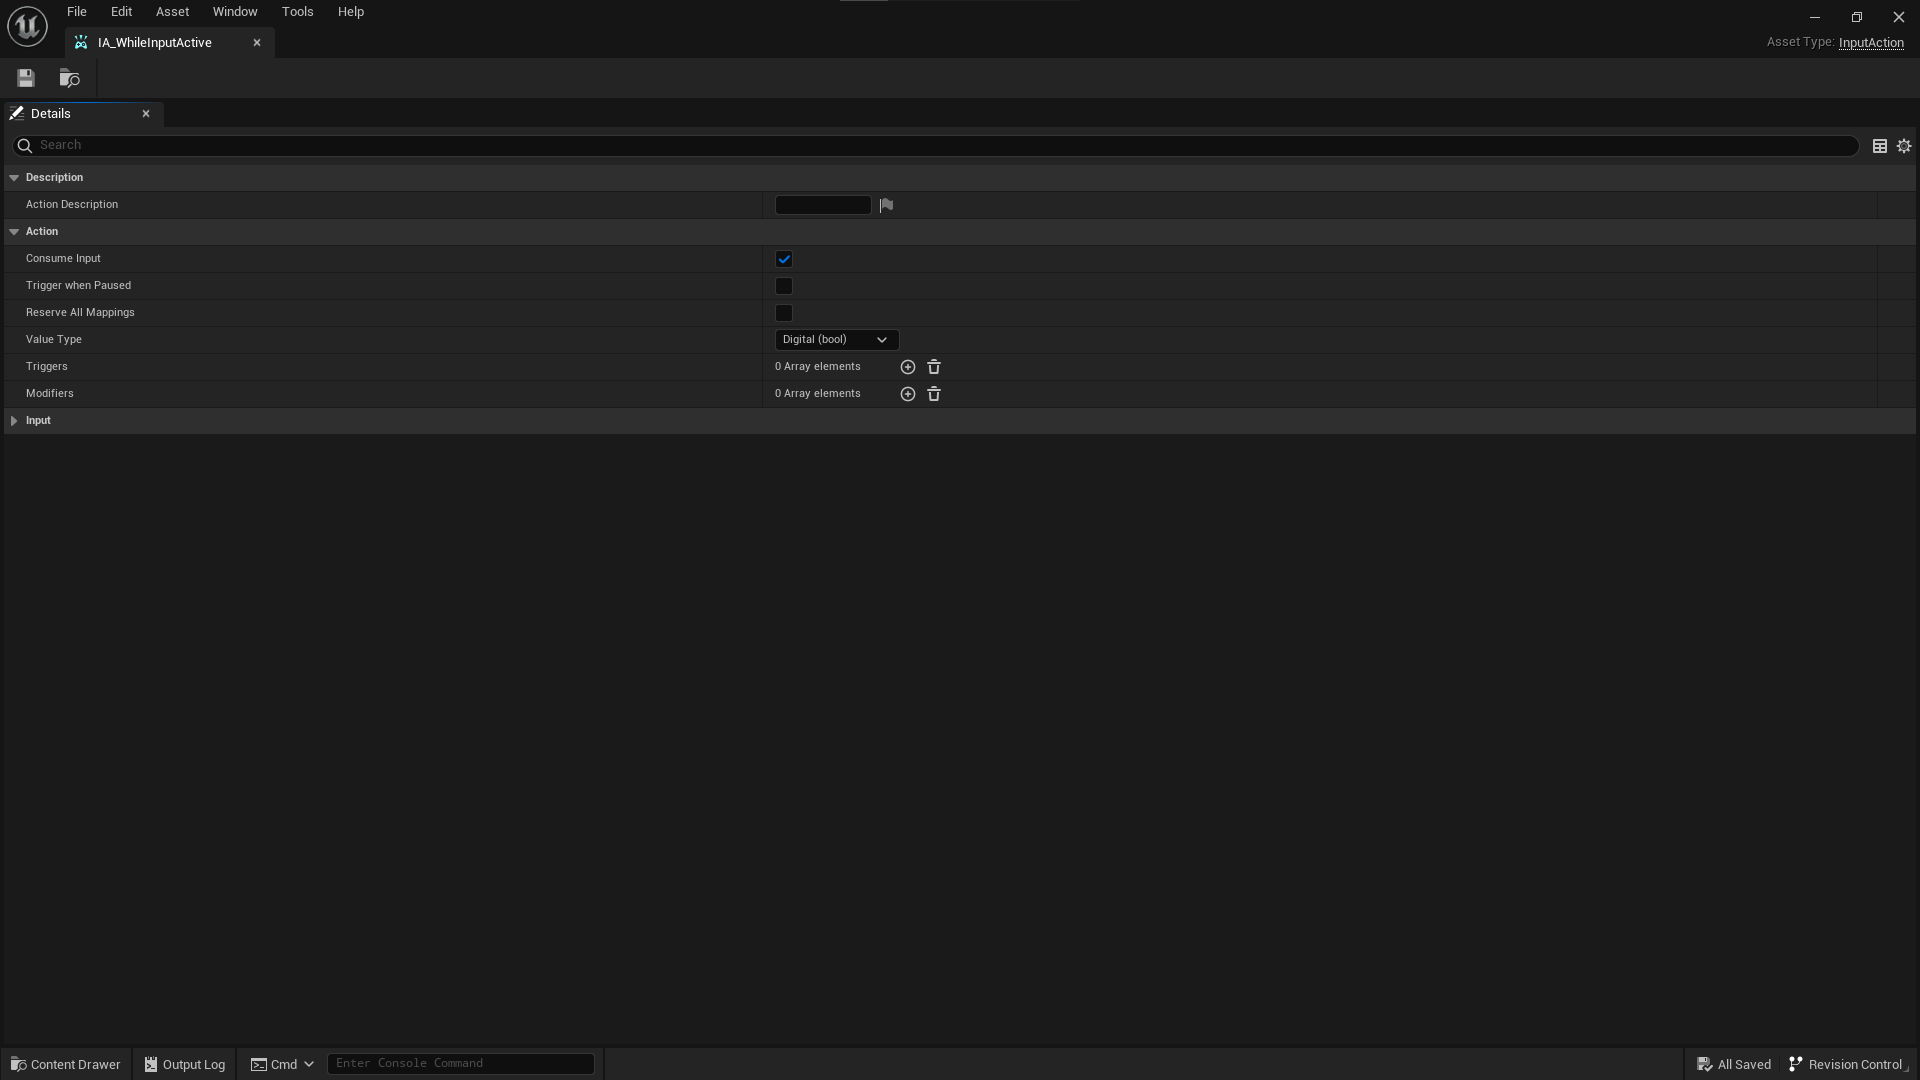 File Edit Asset Window Tools Help
IA_WhileInputActive
Asset Type: InputAction
Details
Search
Description
Action Description
Action
Consume Input
Trigger when Paused
Reserve All Mappings
Value Type Digital (bool)
Triggers 0 Array elements
Modifiers 0 Array elements
Input
Content Drawer Output Log Cmd Enter Console Command All Saved Revision Control